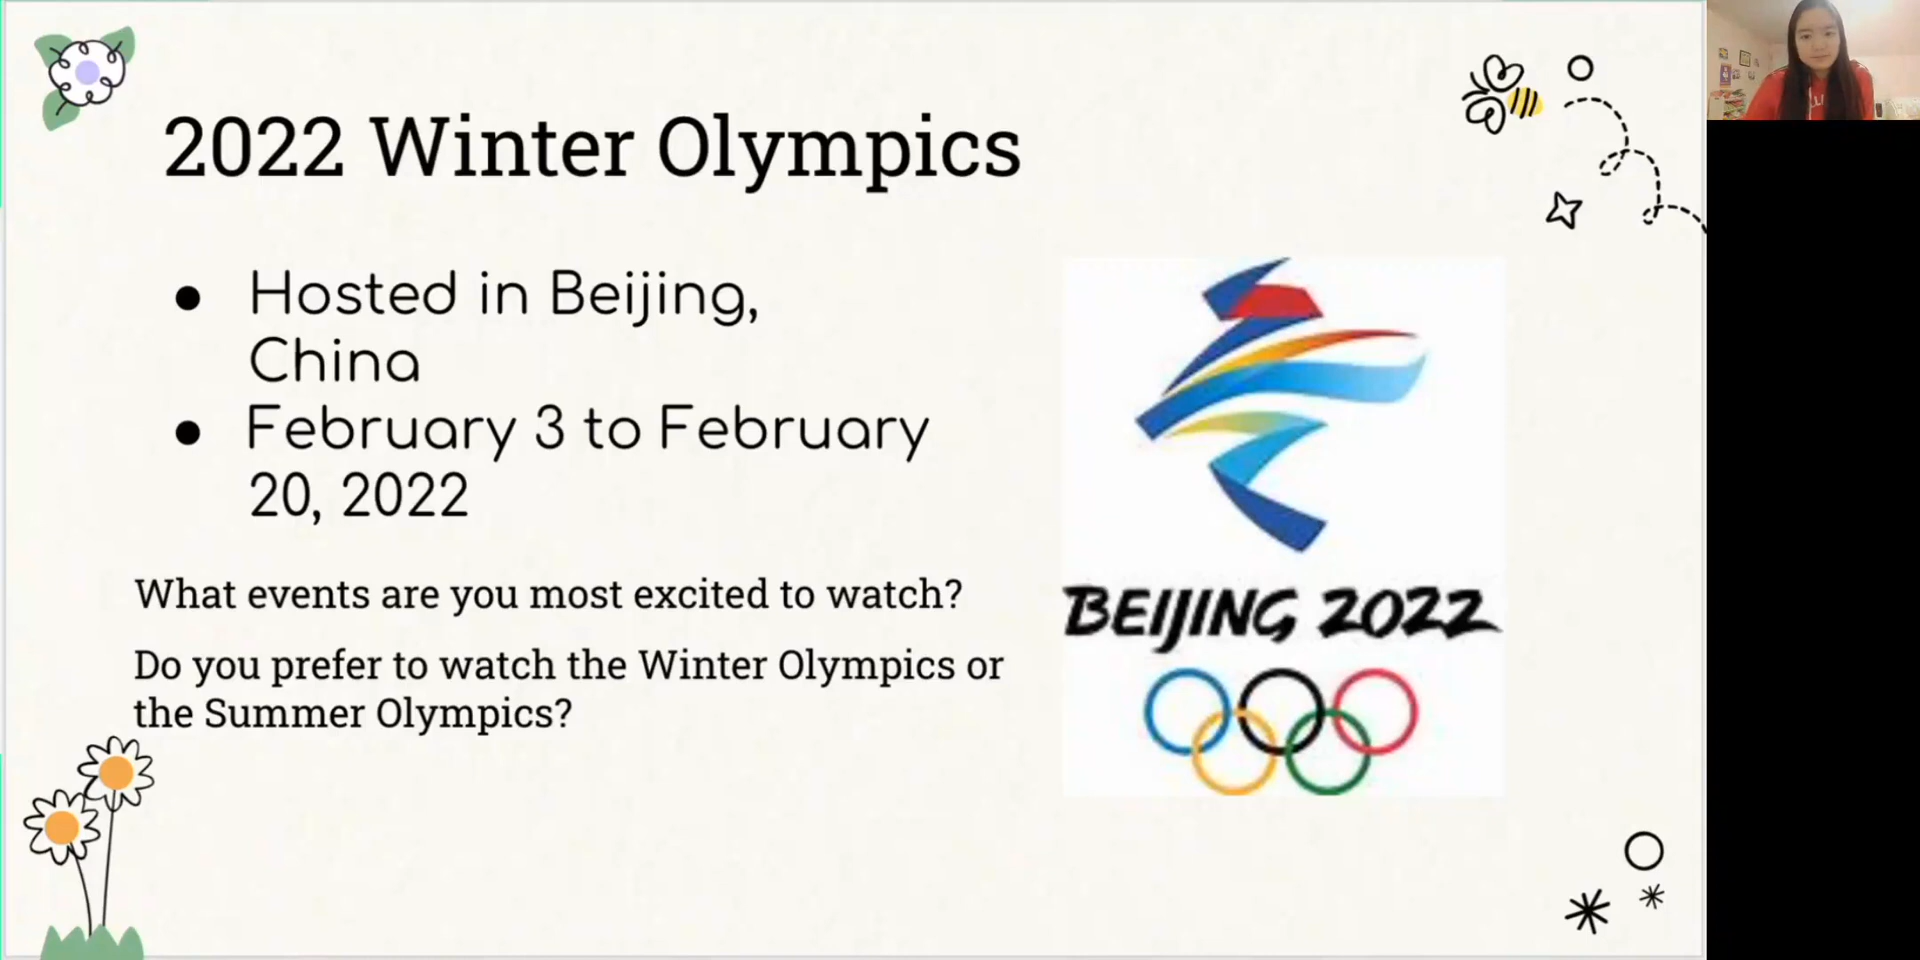 2022 Winter Olympics
● Hosted in Beijing,
China
● February 3 to February
20, 2022
What events are you most excited to watch?
Do you prefer to watch the Winter Olympics or
the Summer Olympics?
BEIJING 2022